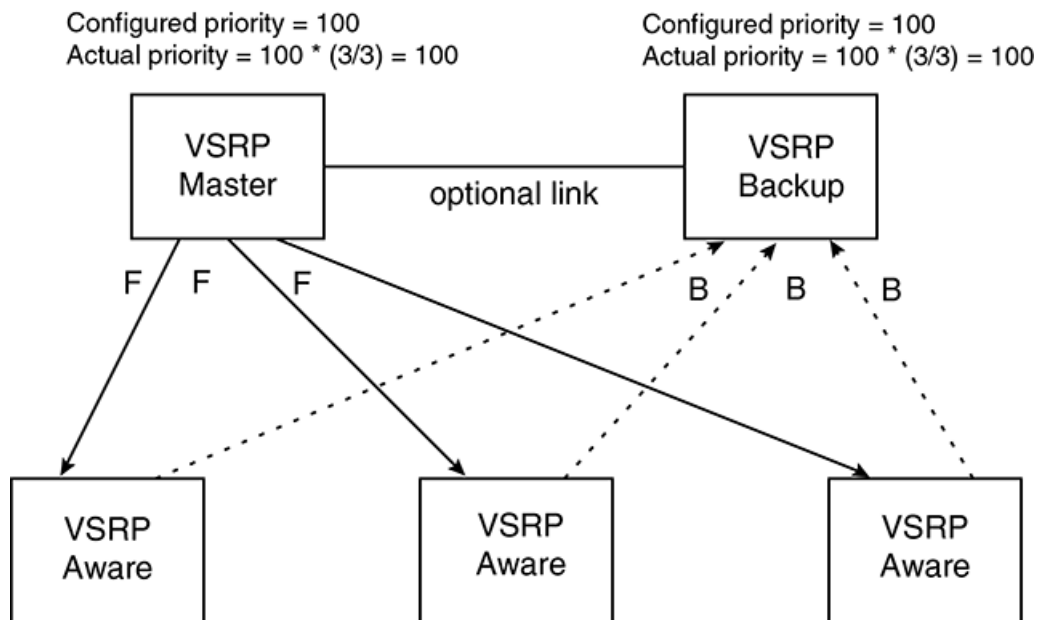 Configured priority = 100
Actual priority = 100 * (3/3) = 100
Configured priority = 100
Actual priority = 100 * (3/3) = 100
VSRP
Master
optional link
VSRP
Backup
F
F
F
B
B
B
VSRP
Aware
VSRP
Aware
VSRP
Aware